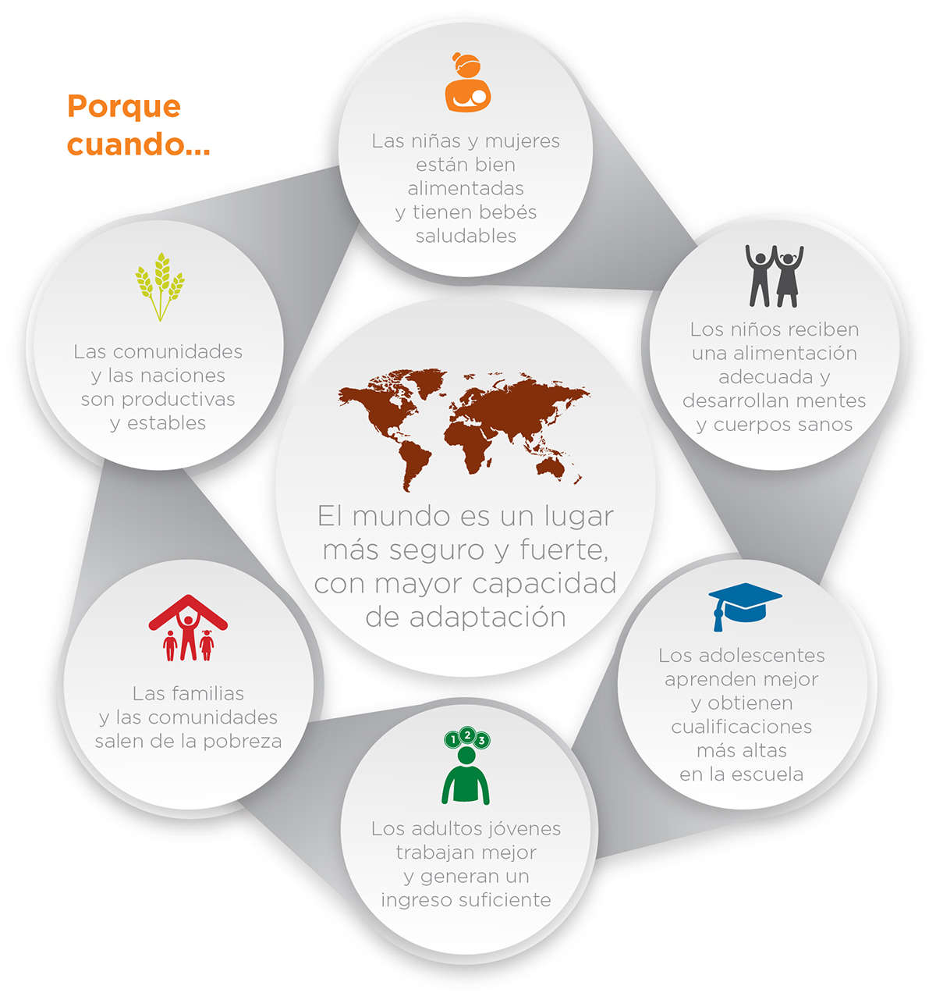 Porque
cuando...
Las niñas y mujeres
están bien
alimentadas
y tienen bebés
saludables
Los niños reciben
una alimentación
adecuada y
desarrollan mentes
y cuerpos sanos
Los adolescentes
aprenden mejor
y obtienen
cualificaciones
más altas
en la escuela
1 2 3
Los adultos jóvenes
trabajan mejor
y generan un
ingreso suficiente
Las familias
y las comunidades
salen de la pobreza
Las comunidades
y las naciones
son productivas
y estables
El mundo es un lugar
más seguro y fuerte,
con mayor capacidad
de adaptación